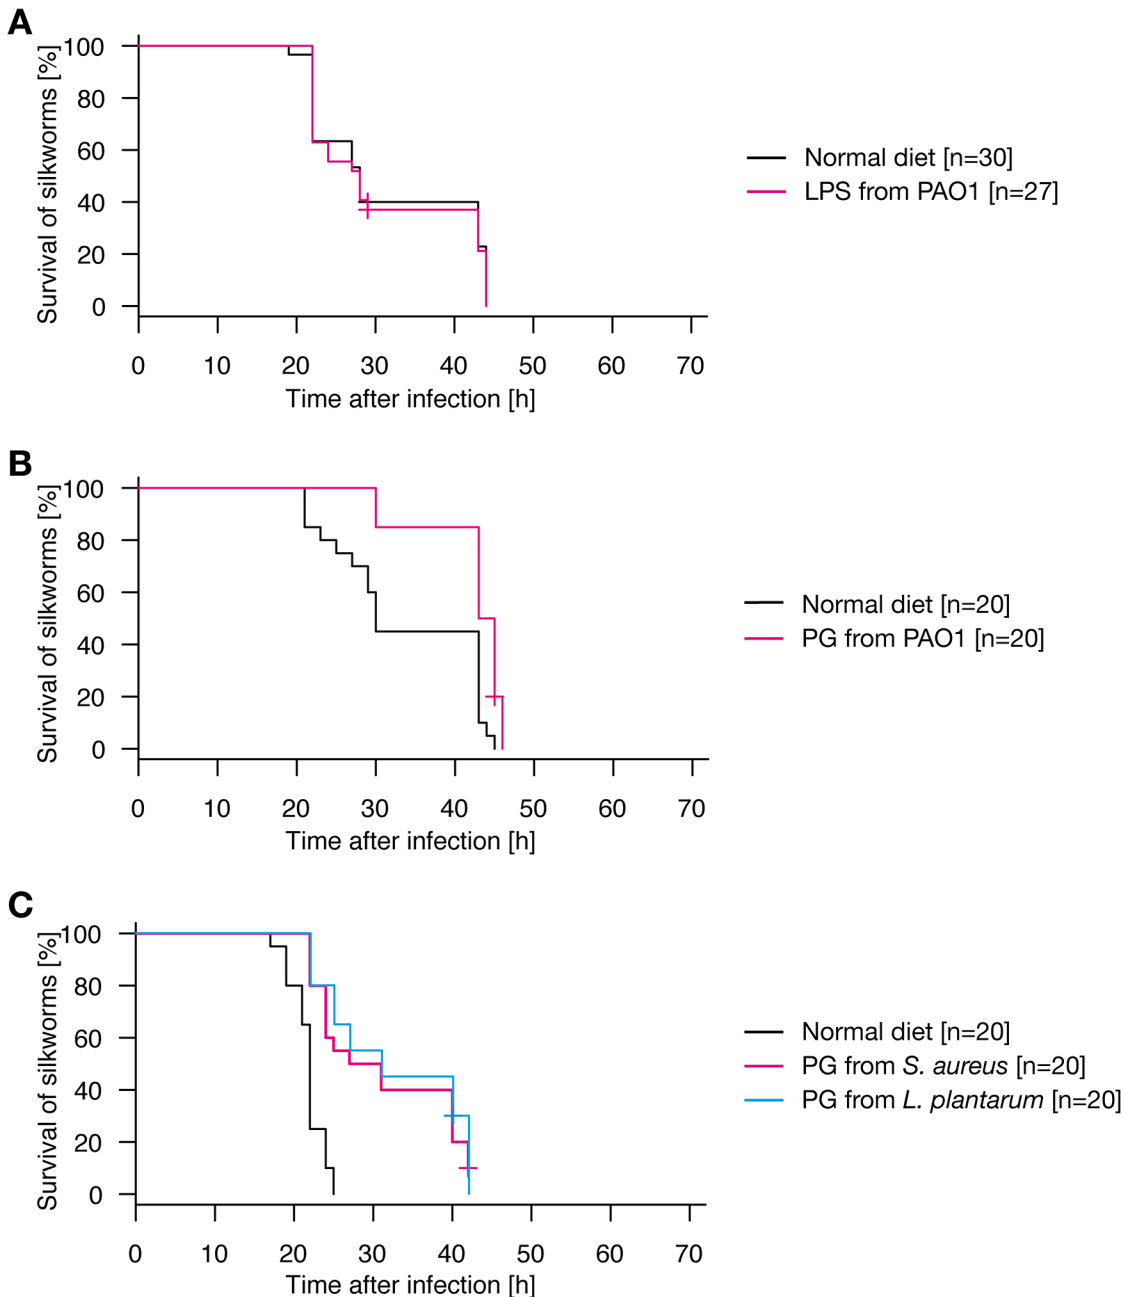 A
Survival of silkworms [%]
100
80
60
40
20
0
0 10 20 30 40 50 60 70
Time after infection [h]
Normal diet [n=30]
LPS from PAO1 [n=27]
B
Survival of silkworms [%]
100
80
60
40
20
0
0 10 20 30 40 50 60 70
Time after infection [h]
Normal diet [n=20]
PG from PAO1 [n=20]
C
Survival of silkworms [%]
100
80
60
40
20
0
0 10 20 30 40 50 60 70
Time after infection [h]
Normal diet [n=20]
PG from S. aureus [n=20]
PG from L. plantarum [n=20]